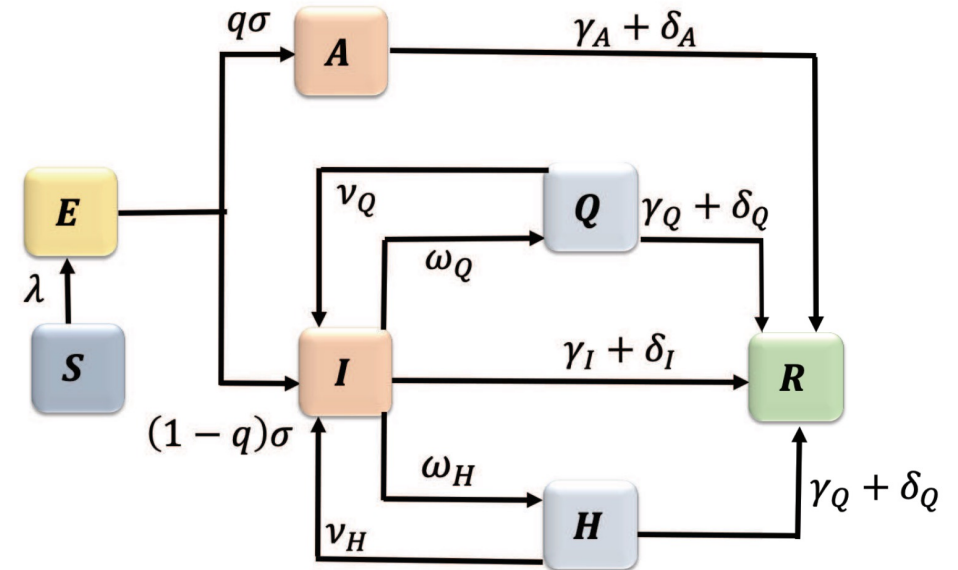 qσ
A
γ_A + δ_A
E
ν_Q
Q
γ_Q + δ_Q
ω_Q
λ
S
I
γ_I + δ_I
R
(1 − q)σ
ω_H
γ_Q + δ_Q
ν_H
H